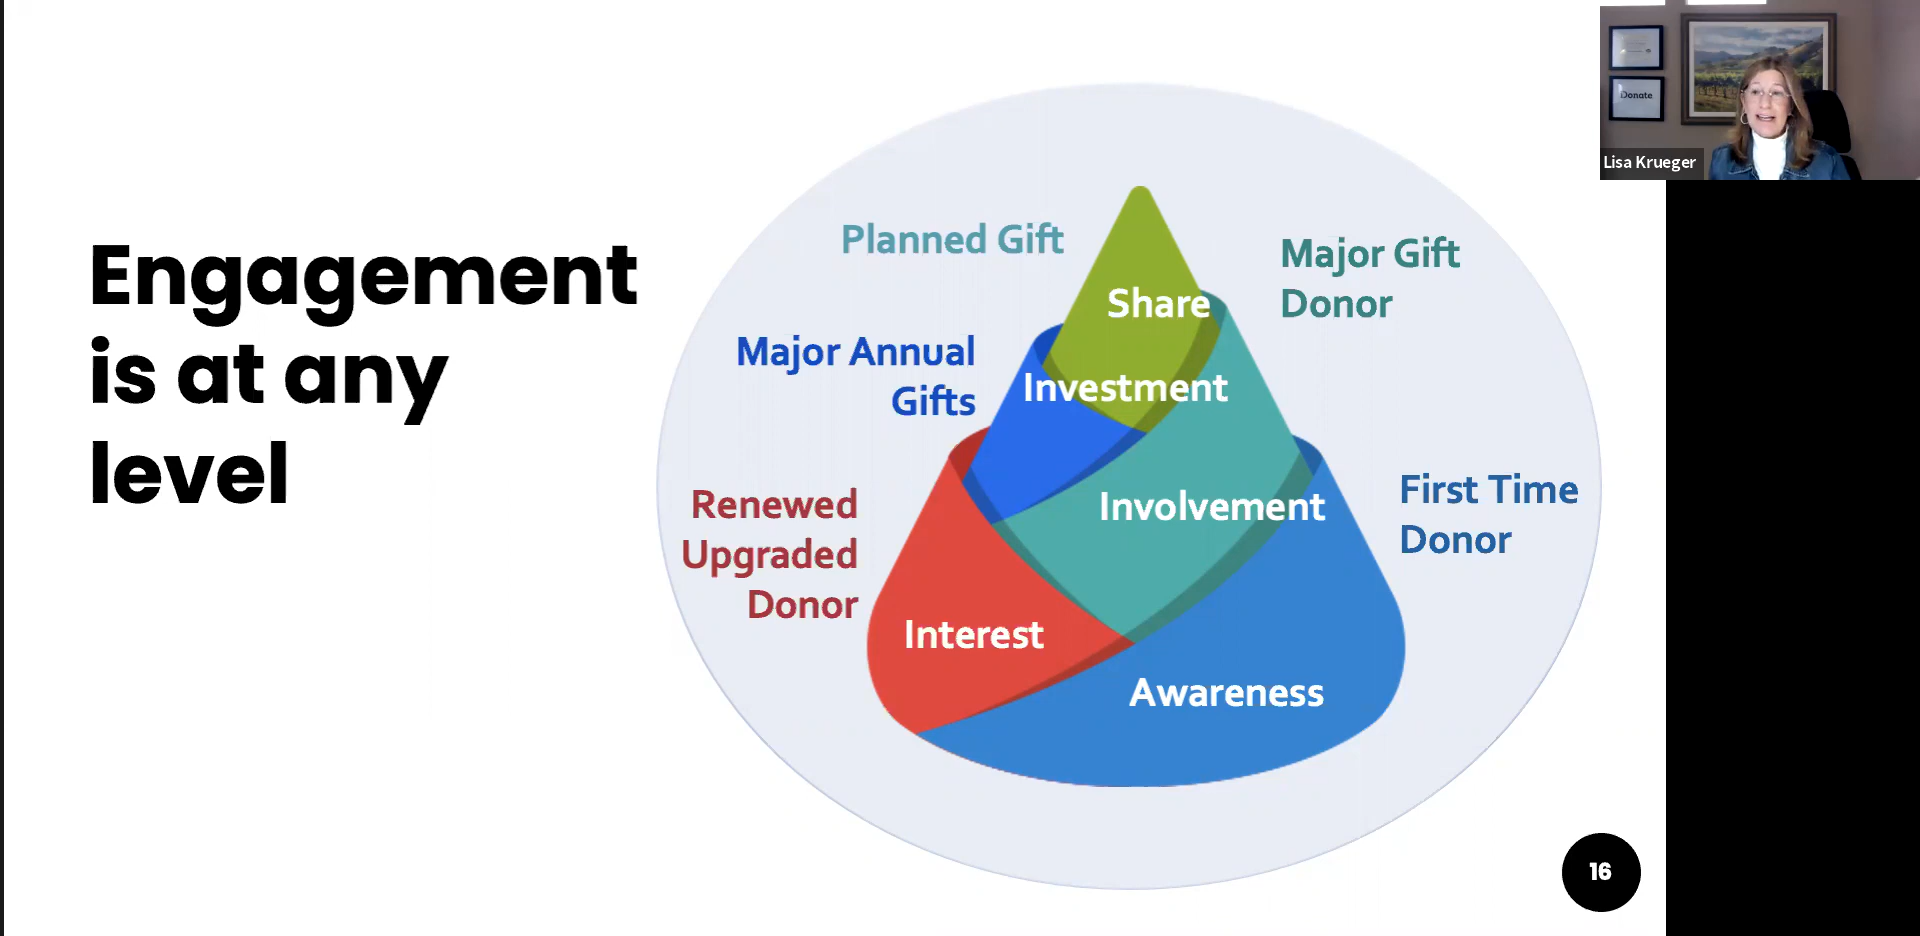 Engagement
is at any
level
Planned Gift
Major Gift
Donor
Share
Major Annual
Gifts
Investment
Renewed
Upgraded
Donor
Involvement
First Time
Donor
Interest
Awareness
16
Donate
Lisa Krueger